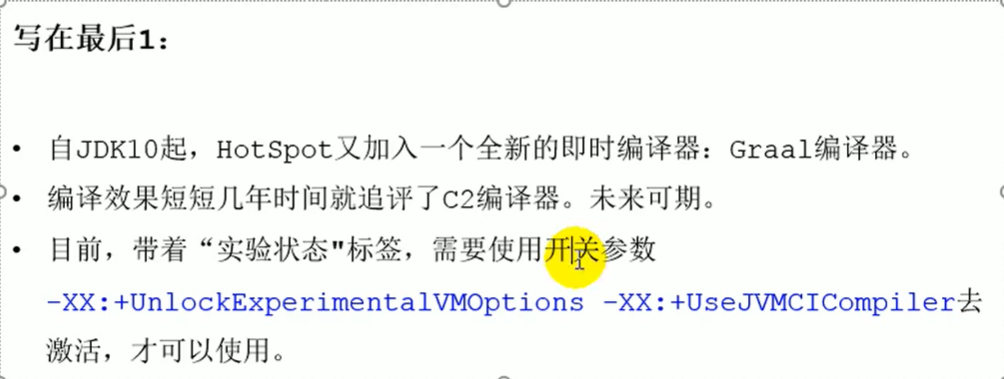 写在最后1：
• 自JDK10起，HotSpot又加入一个全新的即时编译器：Graal编译器。
• 编译效果短短几年时间就追评了C2编译器。未来可期。
• 目前，带着“实验状态"标签，需要使用开关参数
-XX:+UnlockExperimentalVMOptions -XX:+UseJVMCICompiler去
激活，才可以使用。